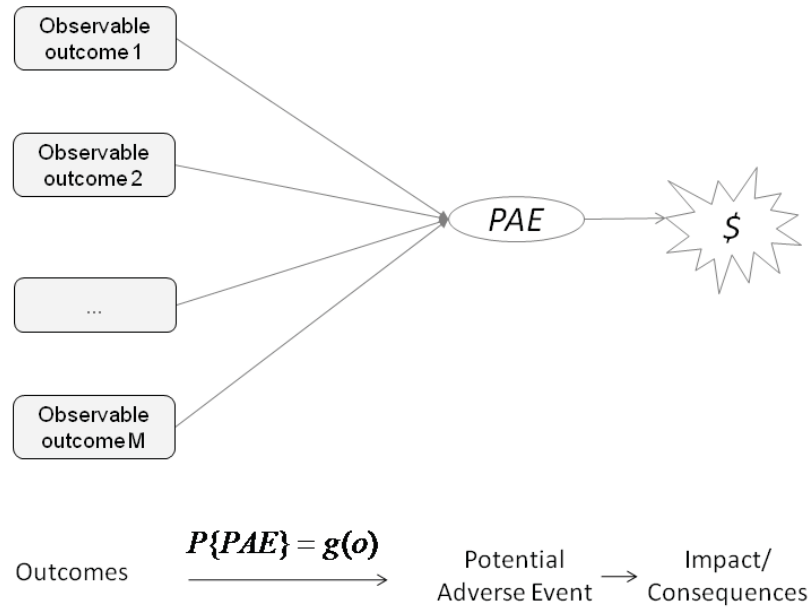 Observable
outcome 1
Observable
outcome 2
PAE
$
...
Observable
outcome M
P{PAE} = g(o)
Outcomes
Potential
Adverse Event
Impact/
Consequences